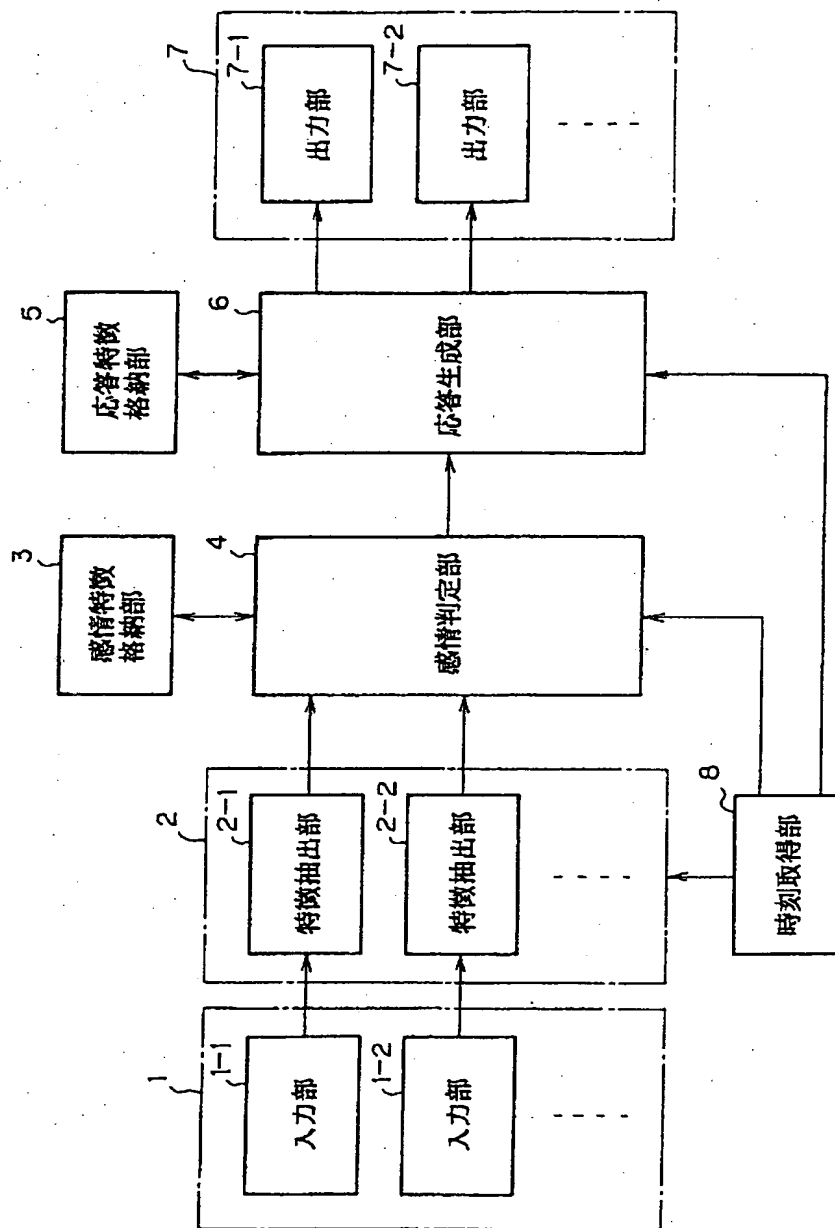 1
1-1
入力部
1-2
入力部
2
2-1
特徴抽出部
2-2
特徴抽出部
3
感情特徴
格納部
4
感情判定部
5
応答特徴
格納部
6
応答生成部
7
7-1
出力部
7-2
出力部
8
時刻取得部